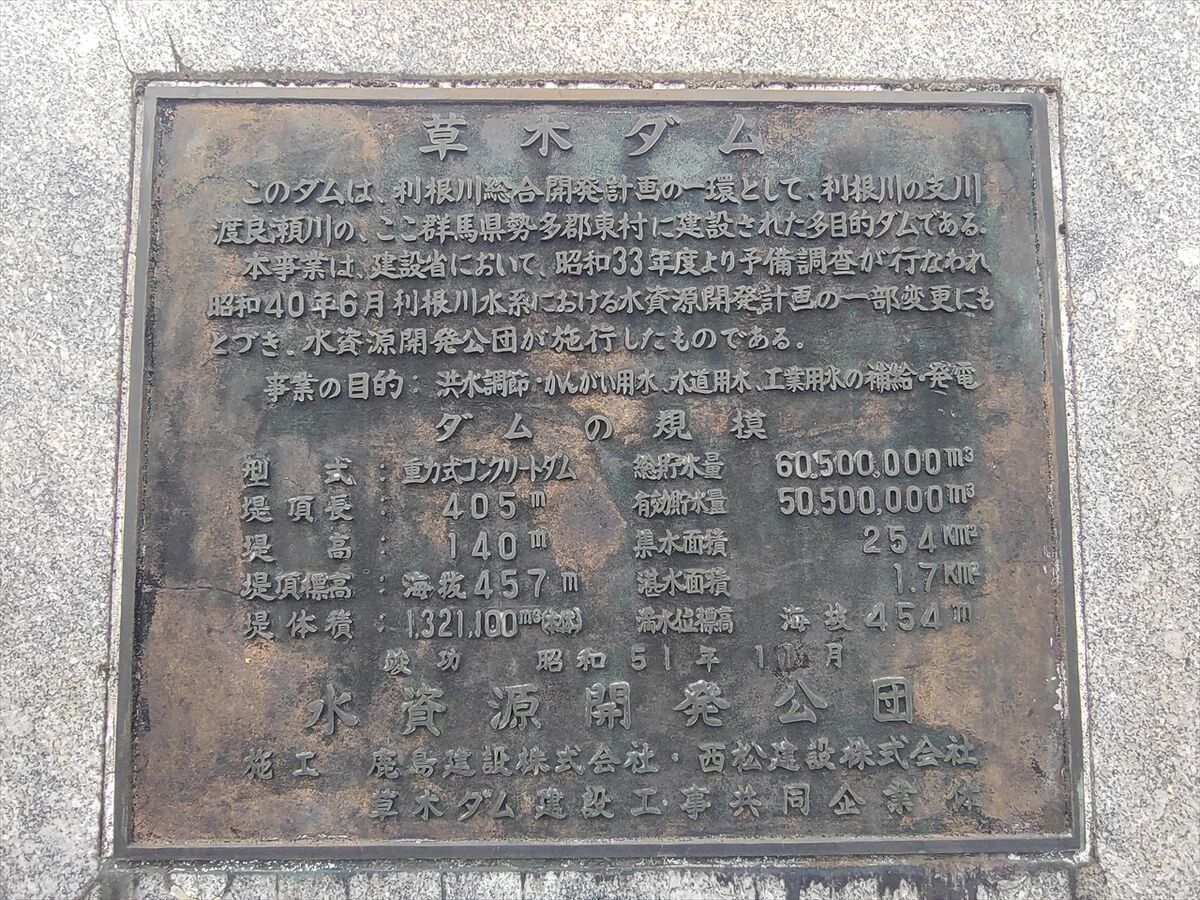 草木ダム
このダムは、利根川総合開発計画の一環として、利根川の支川
渡良瀬川の、ここ群馬県勢多郡東村に建設された多目的ダムである。
本事業は、建設省において、昭和33年度より予備調査が行なわれ
昭和40年6月利根川水系における水資源開発計画の一部変更にも
とづき、水資源開発公団が施行したものである。
事業の目的：洪水調節・かんがい用水、水道用水、工業用水の補給・発電
ダムの規模
型式：重力式コンクリートダム 総貯水量 60,500,000m³
堤頂長：405m 有効貯水量 50,500,000m³
堤高：140m 集水面積 254Km²
堤頂標高：海抜457m 湛水面積 1.7Km²
堤体積：1,321,100m³(本体) 満水位標高 海抜454m
竣功 昭和51年11月
水資源開発公団
施工 鹿島建設株式会社・西松建設株式会社
草木ダム建設工事共同企業体